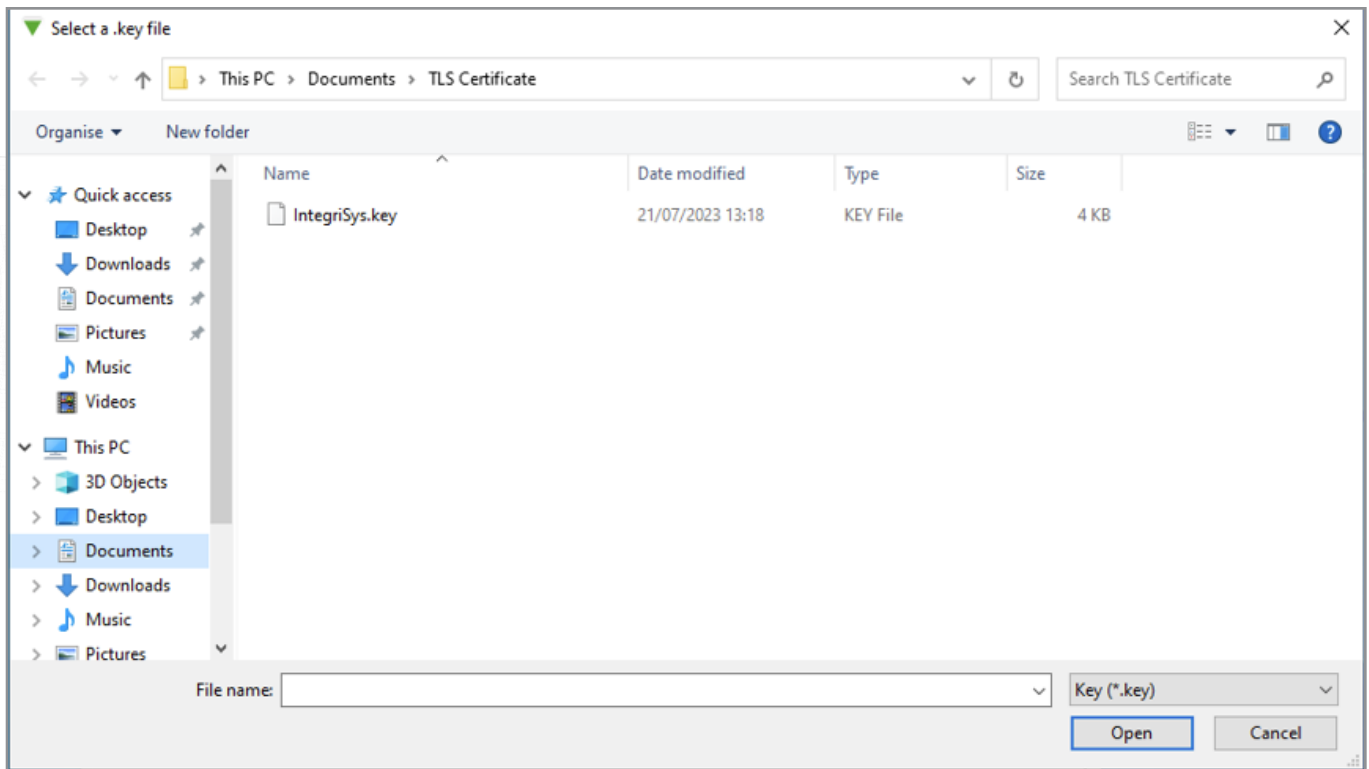 Select a .key file
This PC > Documents > TLS Certificate
Search TLS Certificate
Organise
New folder
?
Name
Date modified
Type
Size
IntegriSys.key
21/07/2023 13:18
KEY File
4 KB
Quick access
Desktop
Downloads
Documents
Pictures
Music
Videos
This PC
3D Objects
Desktop
Documents
Downloads
Music
Pictures
File name:
Key (*.key)
Open
Cancel